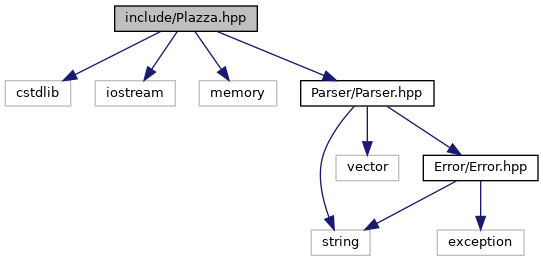 include/Plazza.hpp
cstdlib
iostream
memory
Parser/Parser.hpp
vector
Error/Error.hpp
string
exception